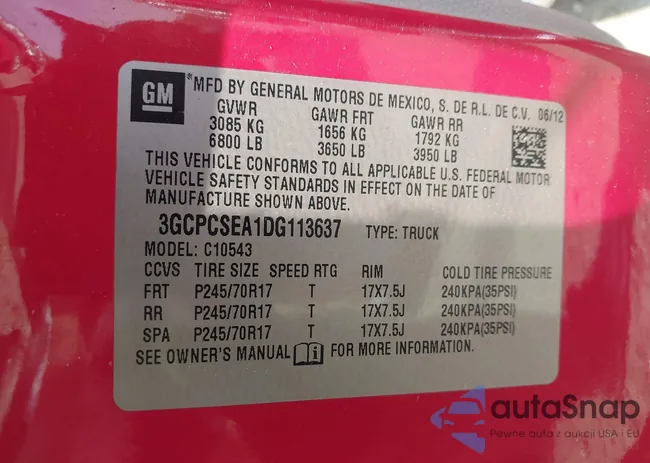 GM
*MFD BY GENERAL MOTORS DE MEXICO, S. DE R.L. DE C.V. 06/12
GVWR GAWR FRT GAWR RR
3085 KG 1656 KG 1792 KG
6800 LB 3650 LB 3950 LB
THIS VEHICLE CONFORMS TO ALL APPLICABLE U.S. FEDERAL MOTOR
VEHICLE SAFETY STANDARDS IN EFFECT ON THE DATE OF
MANUFACTURE SHOWN ABOVE.
3GCPCSEA1DG113637 TYPE: TRUCK
MODEL: C10543
CCVS TIRE SIZE SPEED RTG RIM COLD TIRE PRESSURE
FRT P245/70R17 T 17X7.5J 240KPA(35PSI)
RR P245/70R17 T 17X7.5J 240KPA(35PSI)
SPA P245/70R17 T 17X7.5J 240KPA(35PSI)
SEE OWNER'S MANUAL FOR MORE INFORMATION.
autaSnap
Pewne auta z aukcji USA i EU